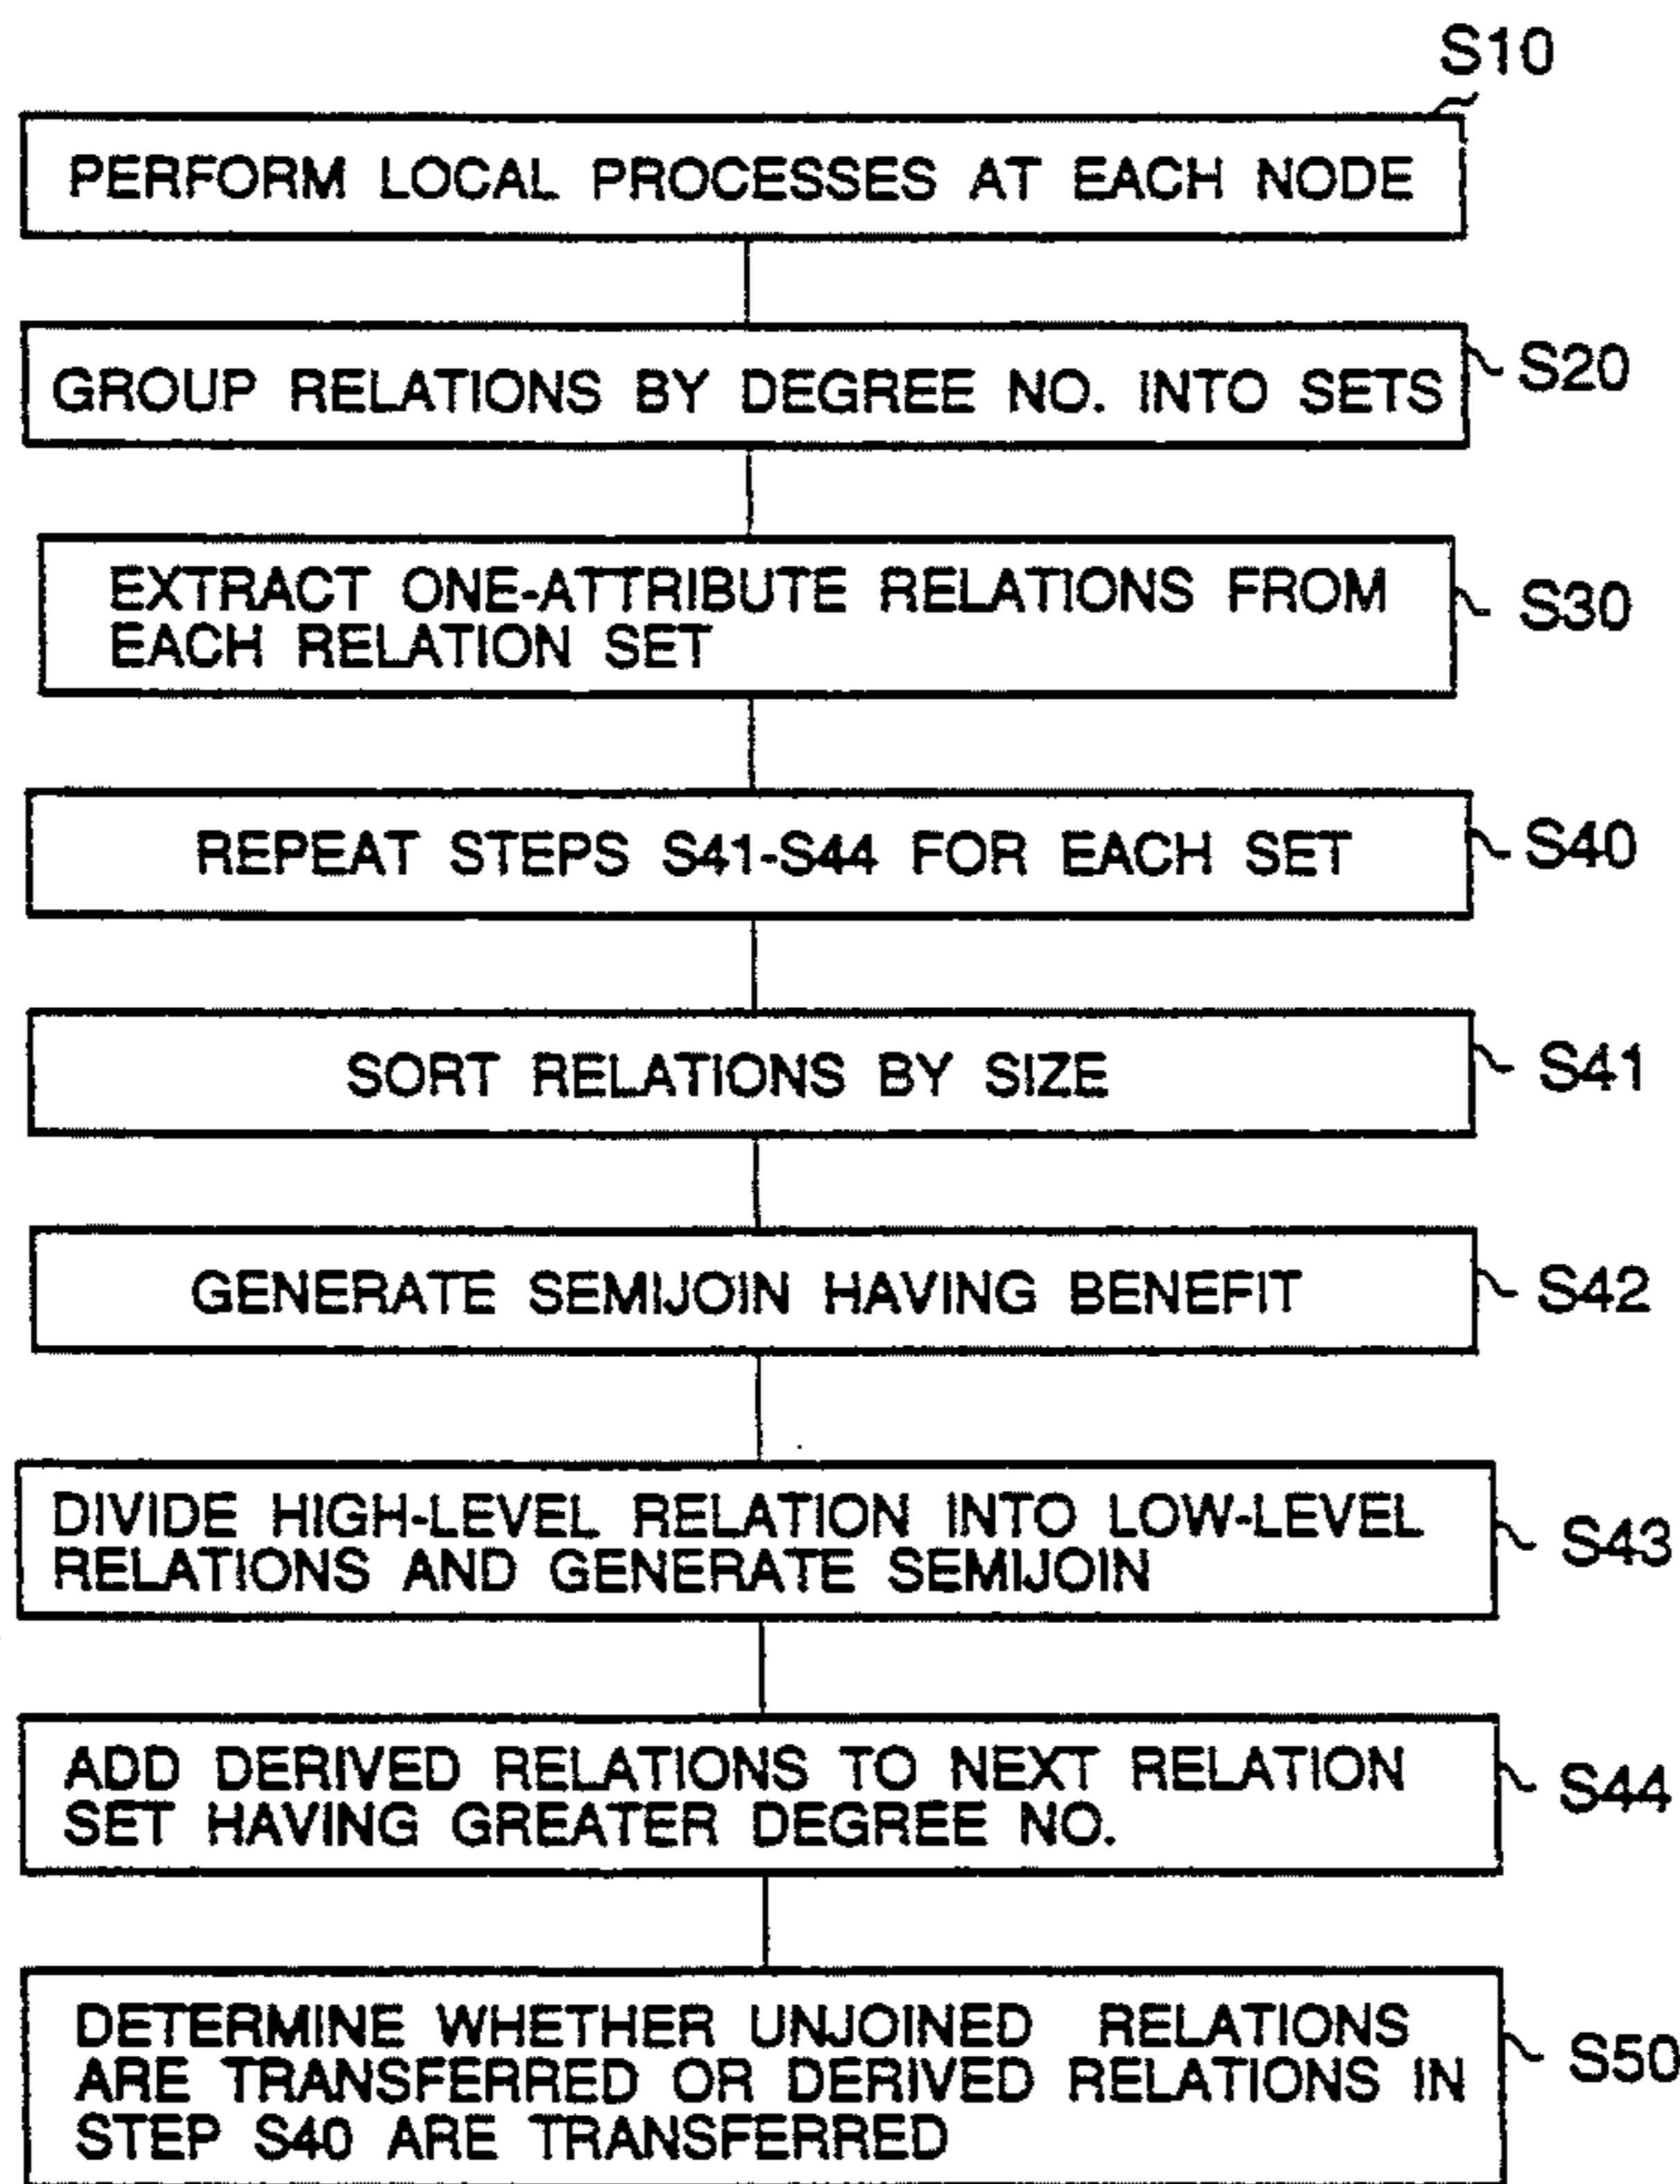 S10
PERFORM LOCAL PROCESSES AT EACH NODE
GROUP RELATIONS BY DEGREE NO. INTO SETS
S20
EXTRACT ONE-ATTRIBUTE RELATIONS FROM
EACH RELATION SET
S30
REPEAT STEPS S41-S44 FOR EACH SET
S40
SORT RELATIONS BY SIZE
S41
GENERATE SEMIJOIN HAVING BENEFIT
S42
DIVIDE HIGH-LEVEL RELATION INTO LOW-LEVEL
RELATIONS AND GENERATE SEMIJOIN
S43
ADD DERIVED RELATIONS TO NEXT RELATION
SET HAVING GREATER DEGREE NO.
S44
DETERMINE WHETHER UNJOINED RELATIONS
ARE TRANSFERRED OR DERIVED RELATIONS IN
STEP S40 ARE TRANSFERRED
S50